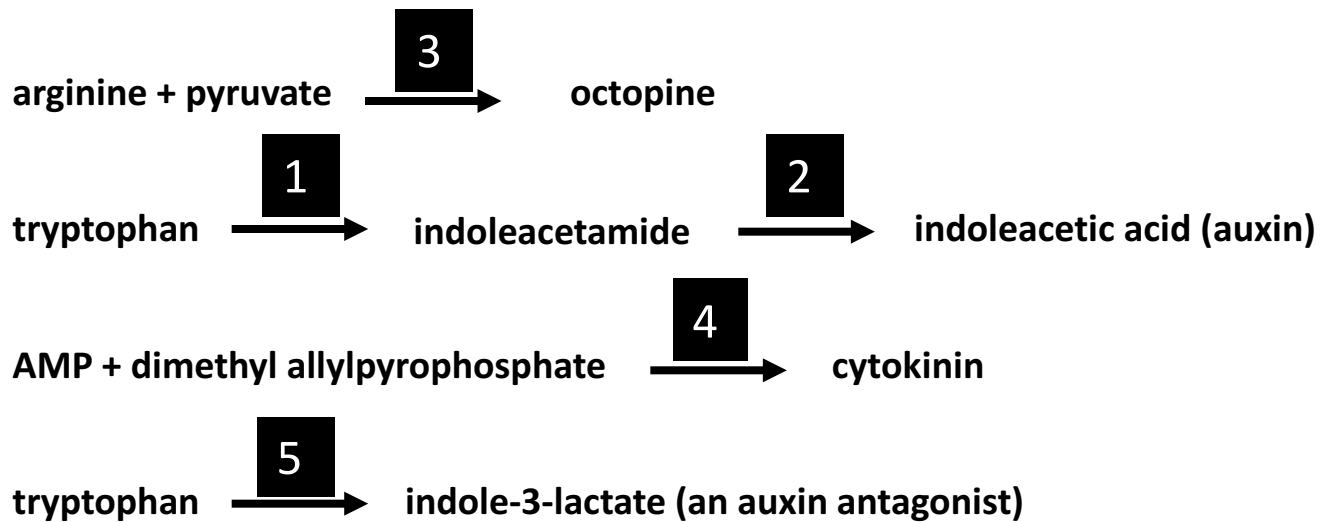 3
arginine + pyruvate octopine
1 2
tryptophan indoleacetamide indoleacetic acid (auxin)
4
AMP + dimethyl allylpyrophosphate cytokinin
5
tryptophan indole-3-lactate (an auxin antagonist)